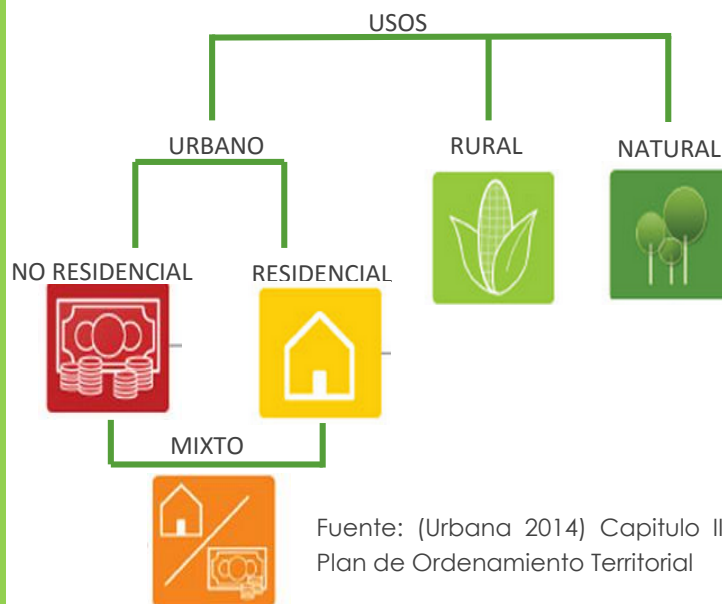 USOS
URBANO
RURAL
NATURAL
NO RESIDENCIAL
RESIDENCIAL
MIXTO
Fuente: (Urbana 2014) Capitulo II
Plan de Ordenamiento Territorial